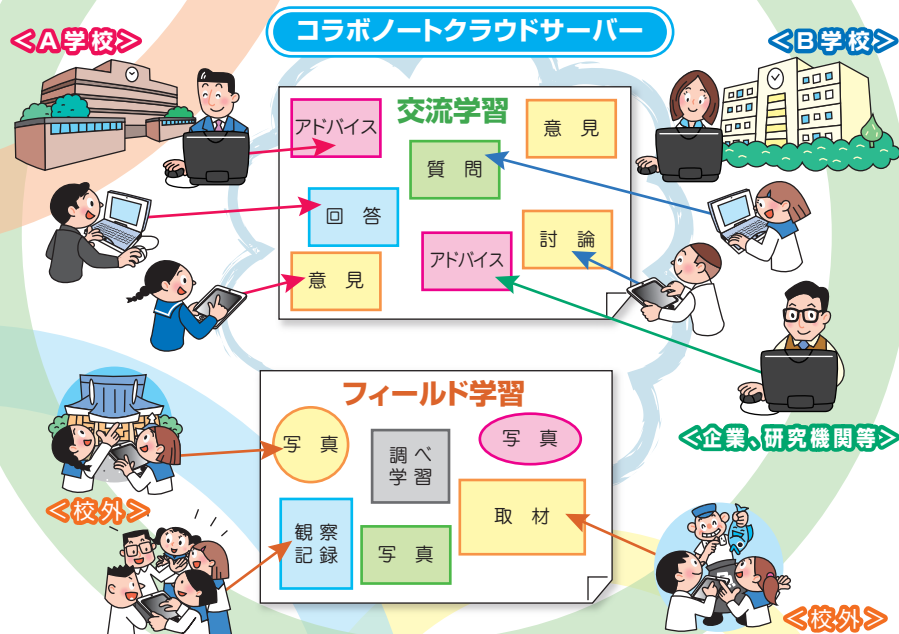 コラボノートクラウドサーバー
＜A学校＞
＜B学校＞
交流学習
アドバイス
意 見
質 問
回 答
討 論
アドバイス
意 見
＜企業、研究機関等＞
フィールド学習
写 真
調べ
学習
写 真
取 材
観察
記録
写 真
＜校外＞
＜校外＞